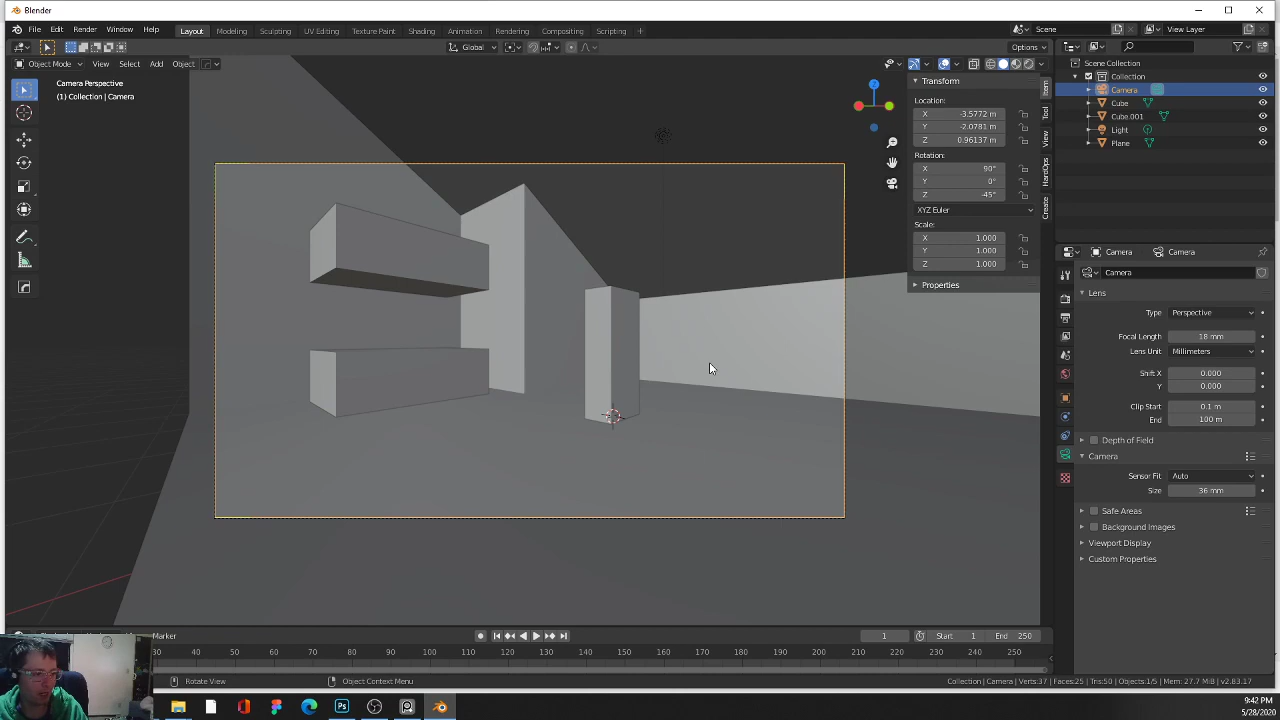 Blender
File Edit Render Window Help Layout Modeling Sculpting UV Editing Texture Paint Shading Animation Rendering Compositing Scripting + Scene View Layer
Global Options
Object Mode View Select Add Object
Camera Perspective
(1) Collection | Camera
Transform
Location:
X -3.5772 m
Y -2.0781 m
Z 0.96137 m
Rotation:
X 90°
Y 0°
Z -45°
XYZ Euler
Scale:
X 1.000
Y 1.000
Z 1.000
Properties
Item
Tool
View
HardOps
Create
Z
Scene Collection
Collection
Camera
Cube
Cube.001
Light
Plane
Camera Camera
Camera
Lens
Type Perspective
Focal Length 18 mm
Lens Unit Millimeters
Shift X 0.000
Y 0.000
Clip Start 0.1 m
End 100 m
Depth of Field
Camera
Sensor Fit Auto
Size 36 mm
Safe Areas
Background Images
Viewport Display
Custom Properties
Marker 1 Start 1 End 250
30 40 50 60 70 80 90 100 110 120 130 140 150 160 170 180 190 200 210 220 230 240 250
Rotate View Object Context Menu Collection | Camera | Verts:37 | Faces:25 | Tris:50 | Objects:1/5 | Mem: 27.7 MiB | v2.83.17
9:42 PM
5/28/2020